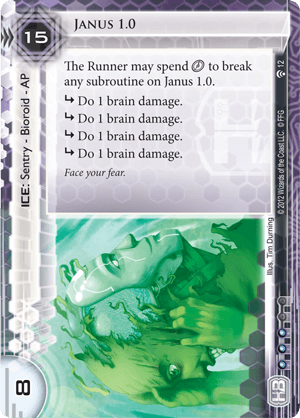 15
JANUS 1.0
The Runner may spend to break
any subroutine on Janus 1.0.
Do 1 brain damage.
Do 1 brain damage.
Do 1 brain damage.
Do 1 brain damage.
Face your fear.
ICE: Sentry - Bioroid - AP
12
© 2012 Wizards of the Coast LLC. © FFG
Illus. Tim Durning
8
HB